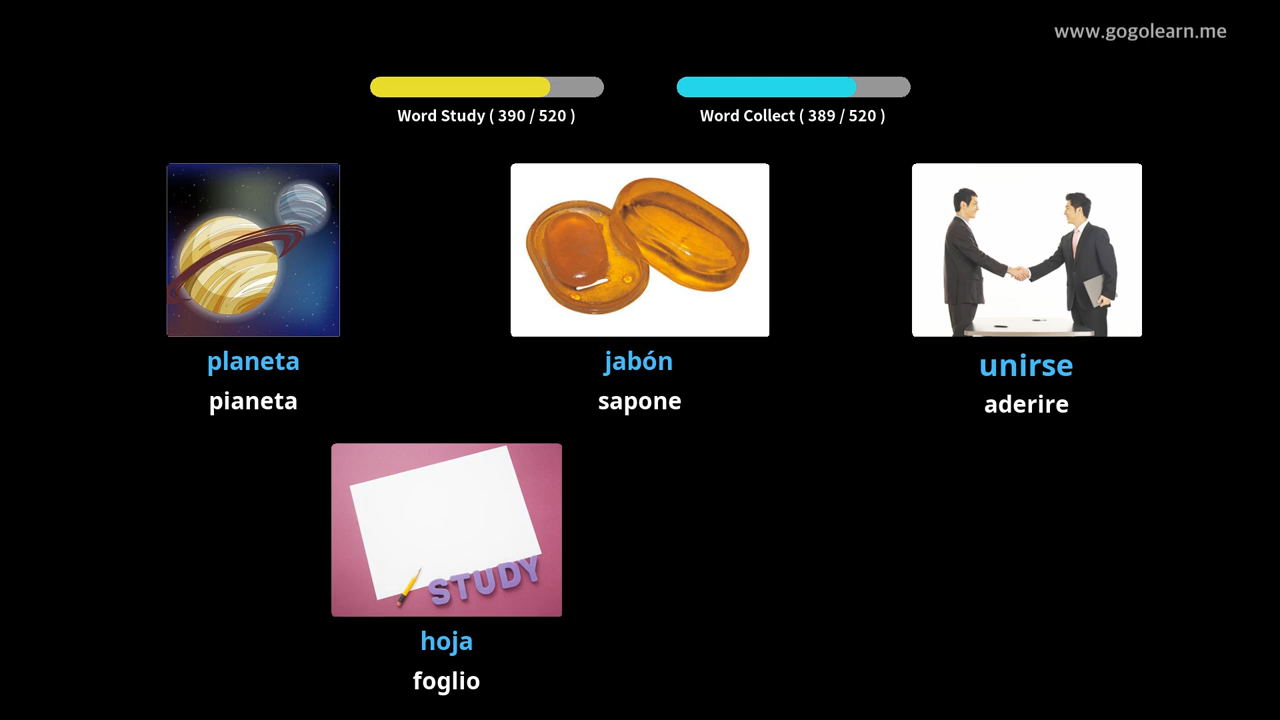 www.gogolearn.me
Word Study ( 390 / 520 )
Word Collect ( 389 / 520 )
planeta
pianeta
jabón
sapone
unirse
aderire
STUDY
hoja
foglio